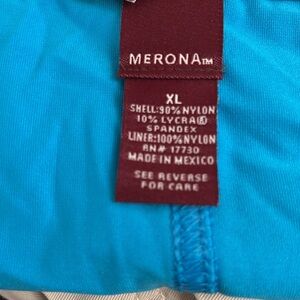 MERONA™
XL
SHELL:90% NYLON
10% LYCRA®
SPANDEX
LINER:100% NYLON
RN# 17730
MADE IN MEXICO
SEE REVERSE
FOR CARE